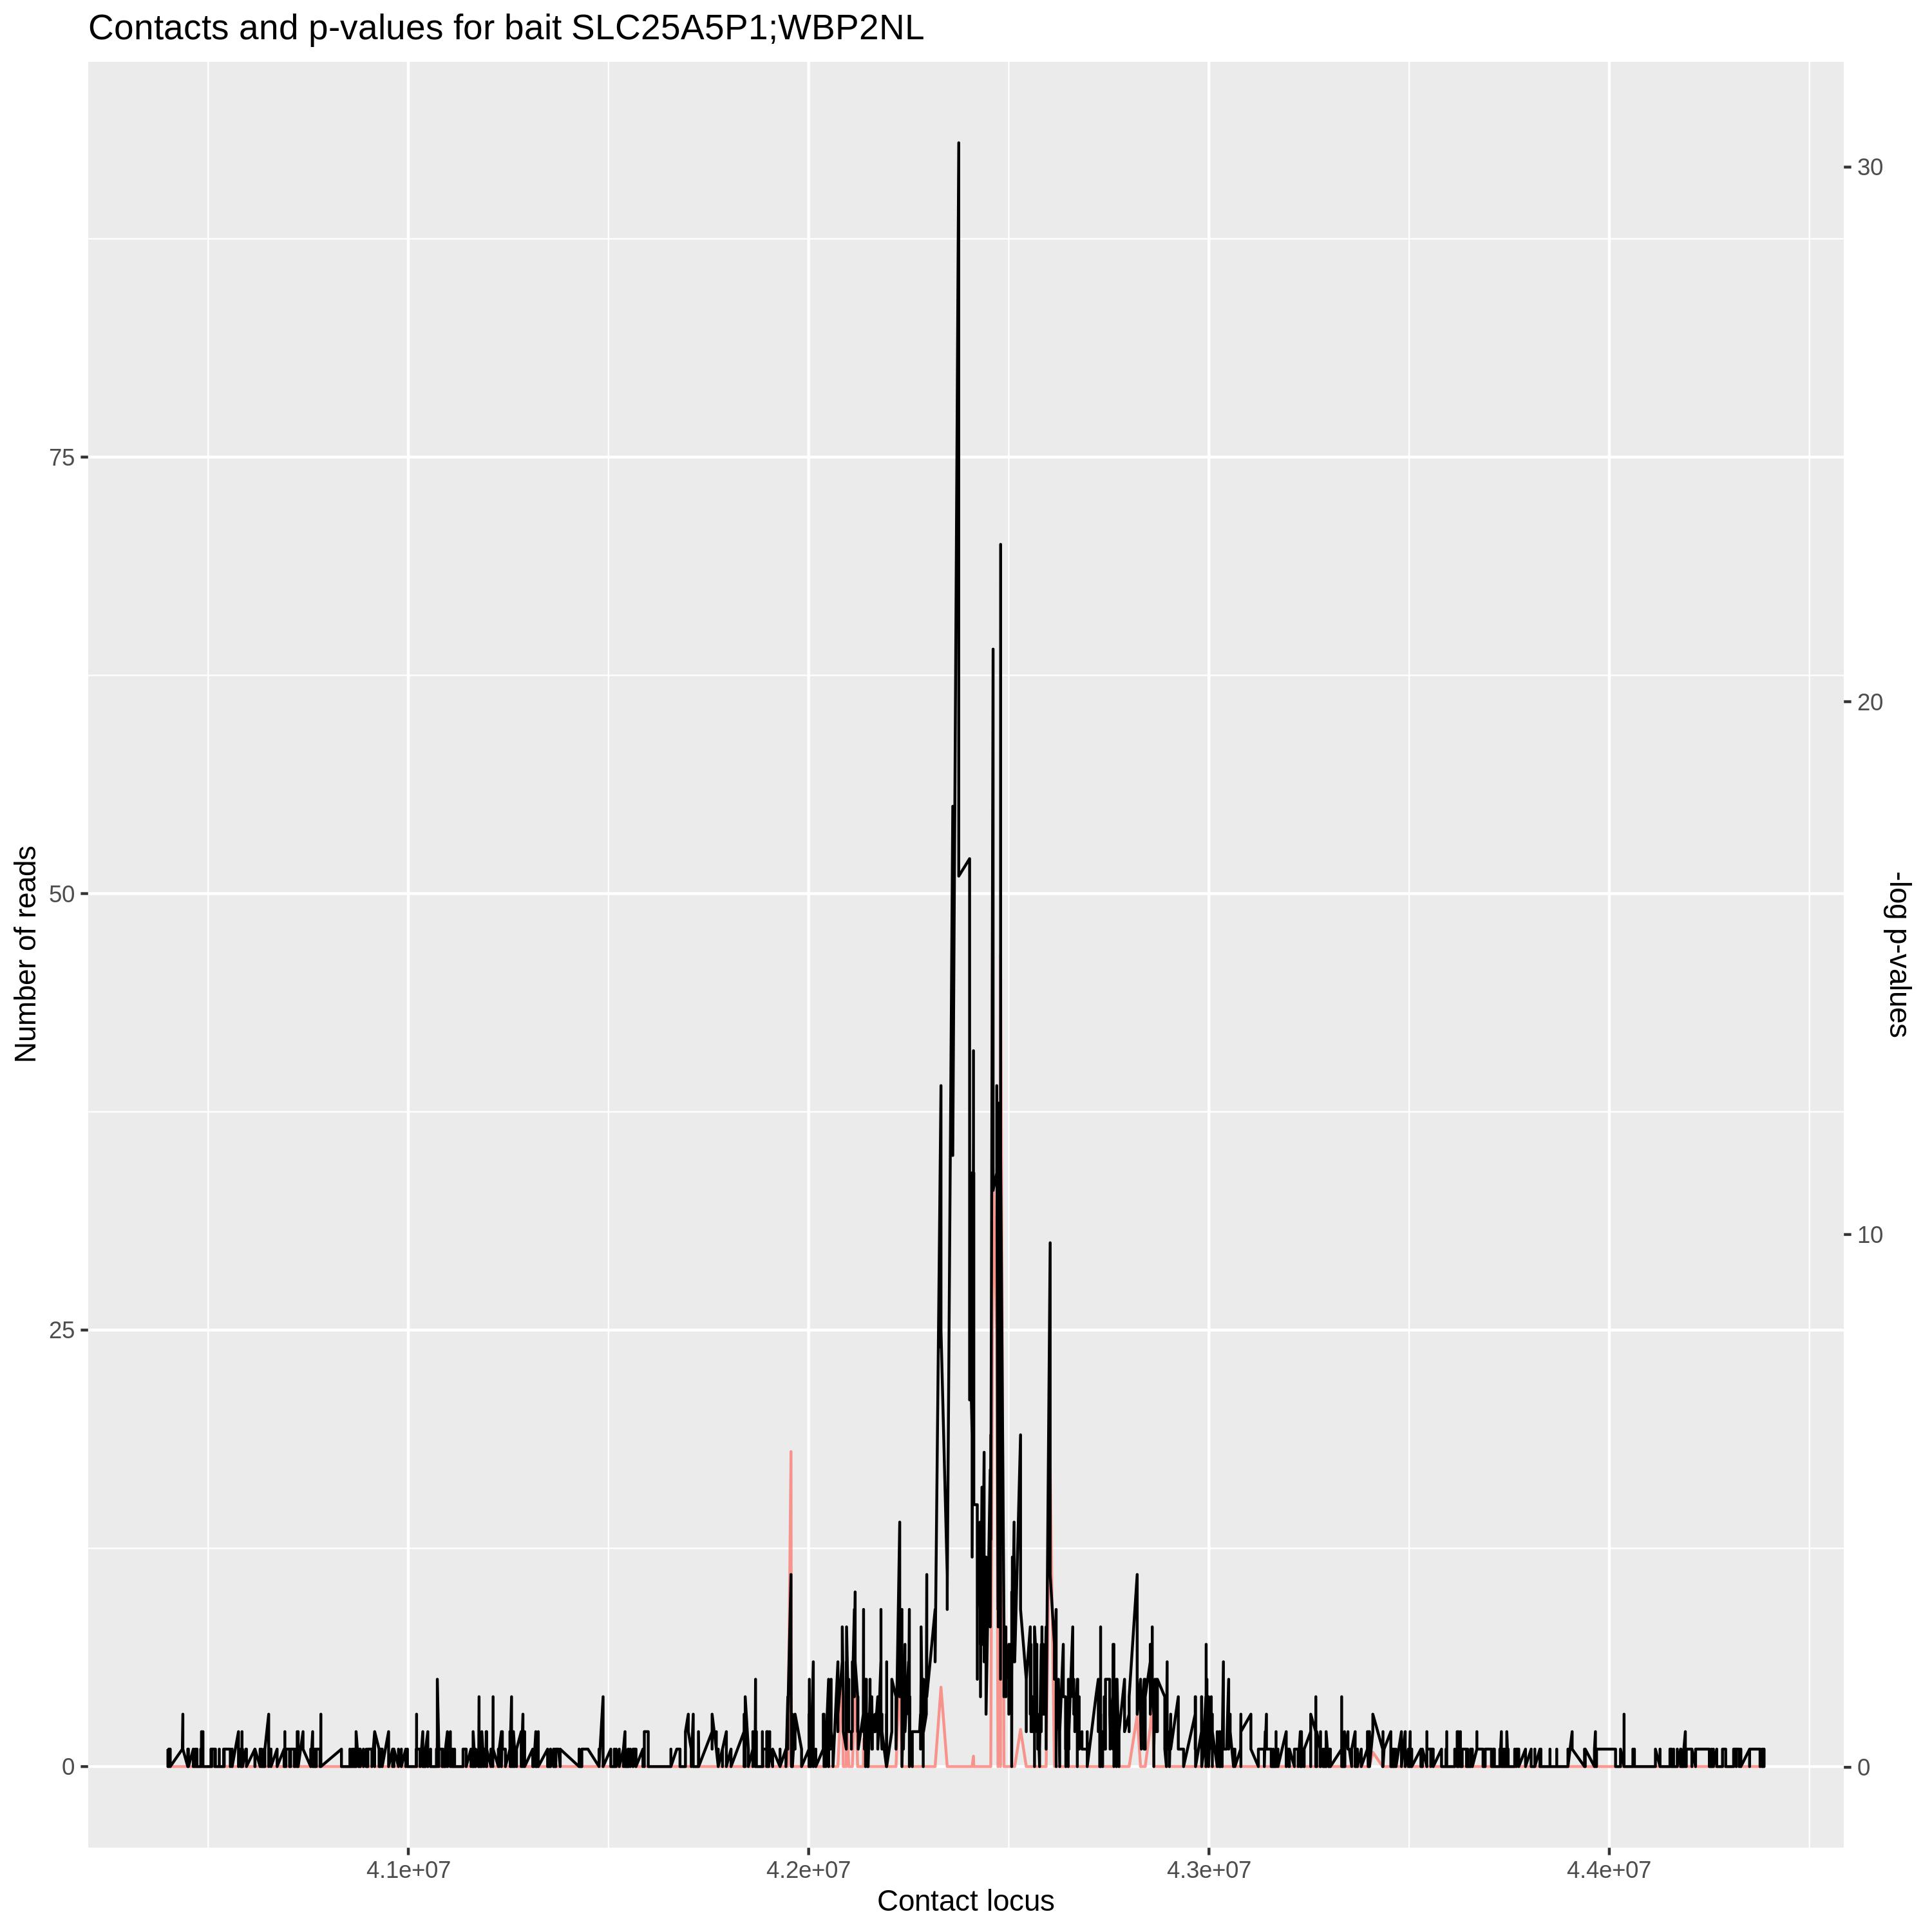 Contacts and p-values for bait SLC25A5P1;WBP2NL
30
75
20
50
Number of reads
-log p-values
10
25
0
0
4.1e+07
4.2e+07
4.3e+07
4.4e+07
Contact locus